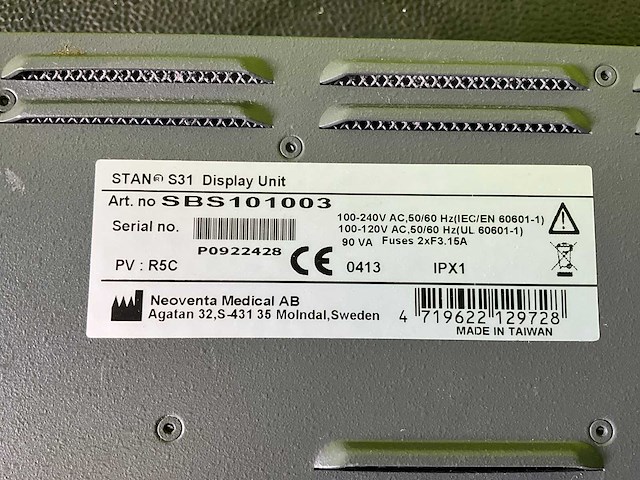 STAN® S31 Display Unit
Art. no SBS101003
100-240V AC,50/60 Hz(IEC/EN 60601-1)
Serial no.
100-120V AC,50/60 Hz(UL 60601-1)
90 VA Fuses 2xF3.15A
P0922428
PV : R5C
CE 0413
IPX1
Neoventa Medical AB
Agatan 32,S-431 35 Molndal,Sweden
4 719622 129728
MADE IN TAIWAN